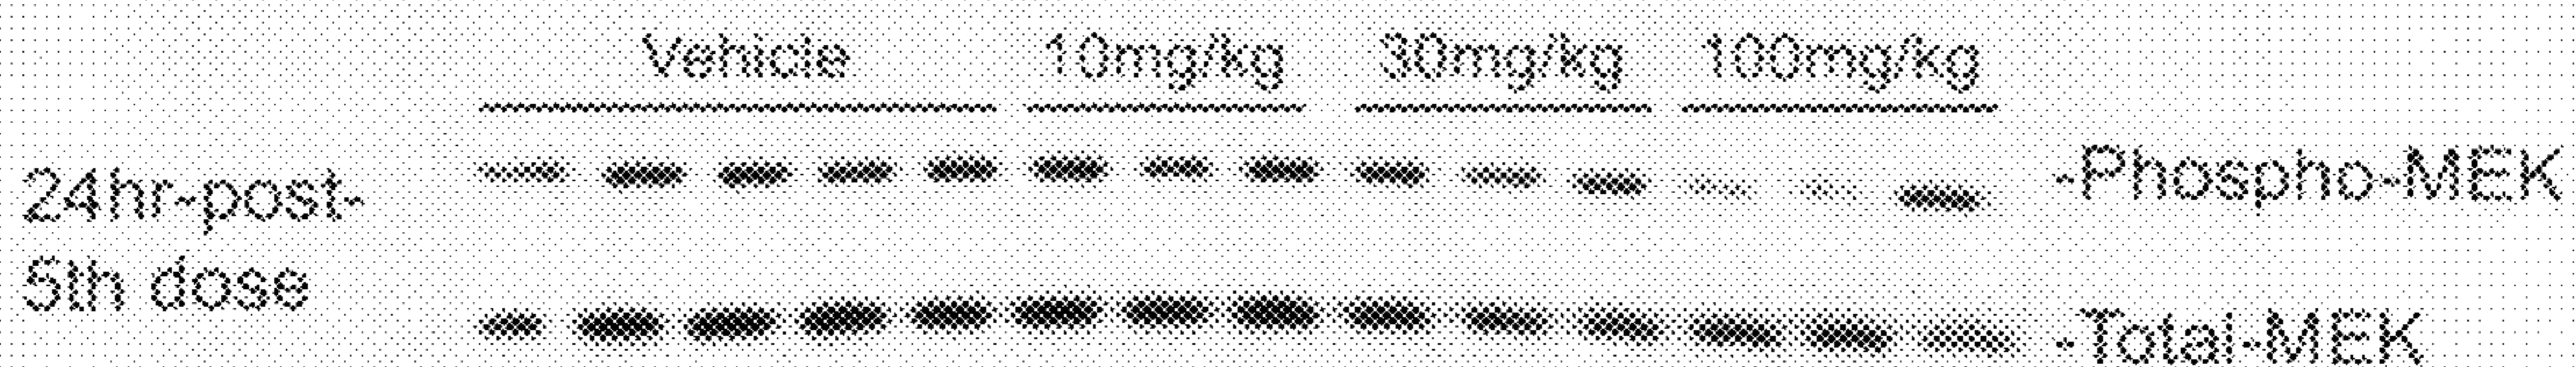 Vehicle 10mg/kg 30mg/kg 100mg/kg
24hr-post-
5th dose
-Phospho-MEK
-Total-MEK